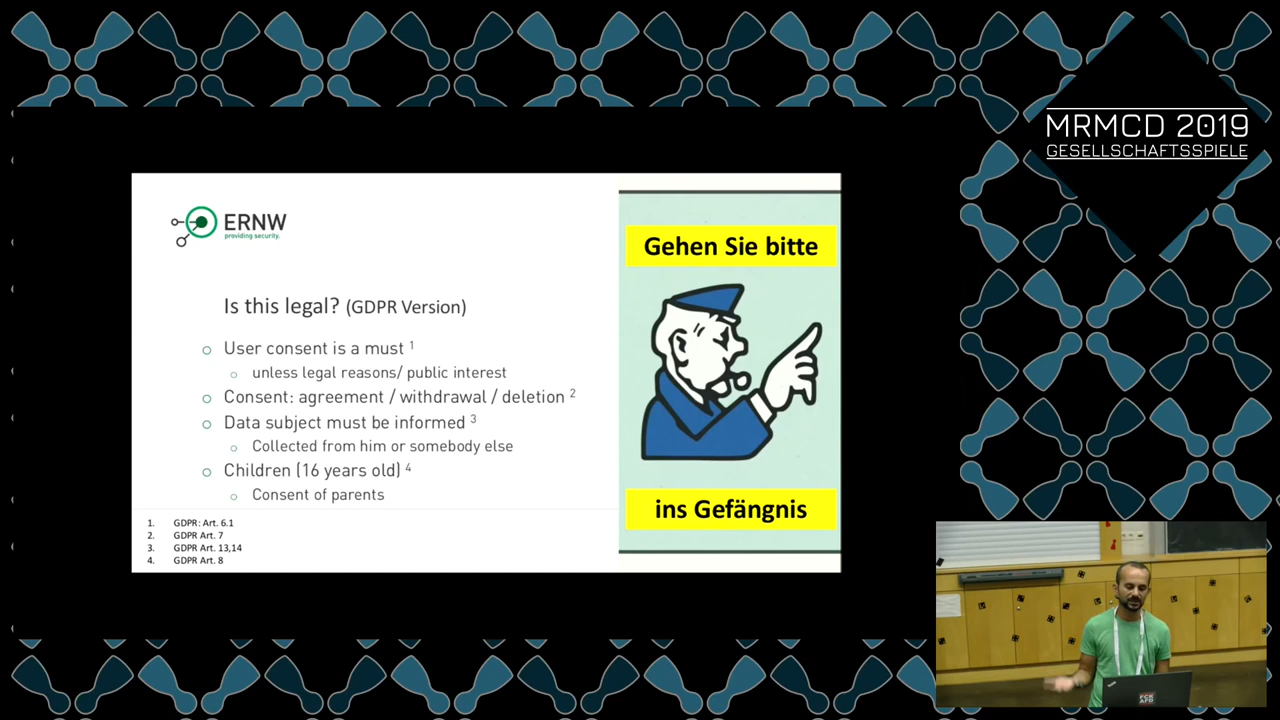 MRMCD 2019
GESELLSCHAFTSSPIELE
ERNW
providing security.
Is this legal? (GDPR Version)
User consent is a must 1
unless legal reasons/ public interest
Consent: agreement / withdrawal / deletion 2
Data subject must be informed 3
Collected from him or somebody else
Children (16 years old) 4
Consent of parents
1. GDPR: Art. 6.1
2. GDPR Art. 7
3. GDPR Art. 13,14
4. GDPR Art. 8
Gehen Sie bitte
ins Gefängnis
FCK
AFD